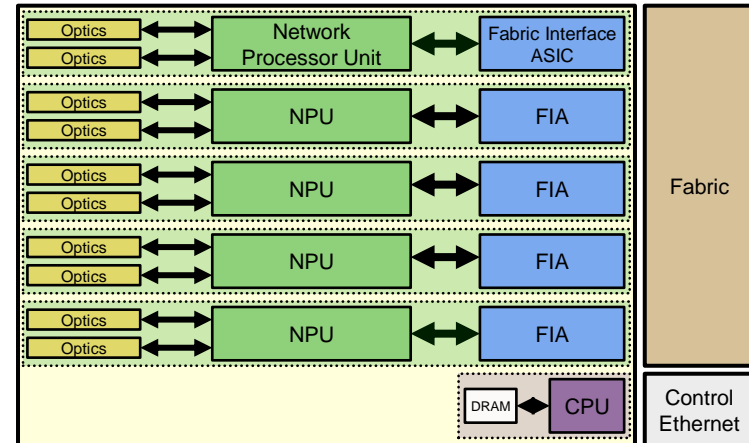 Optics
Optics
Network
Processor Unit
Fabric Interface
ASIC
Optics
Optics
NPU
FIA
Optics
Optics
NPU
FIA
Optics
Optics
NPU
FIA
Optics
Optics
NPU
FIA
DRAM
CPU
Fabric
Control
Ethernet